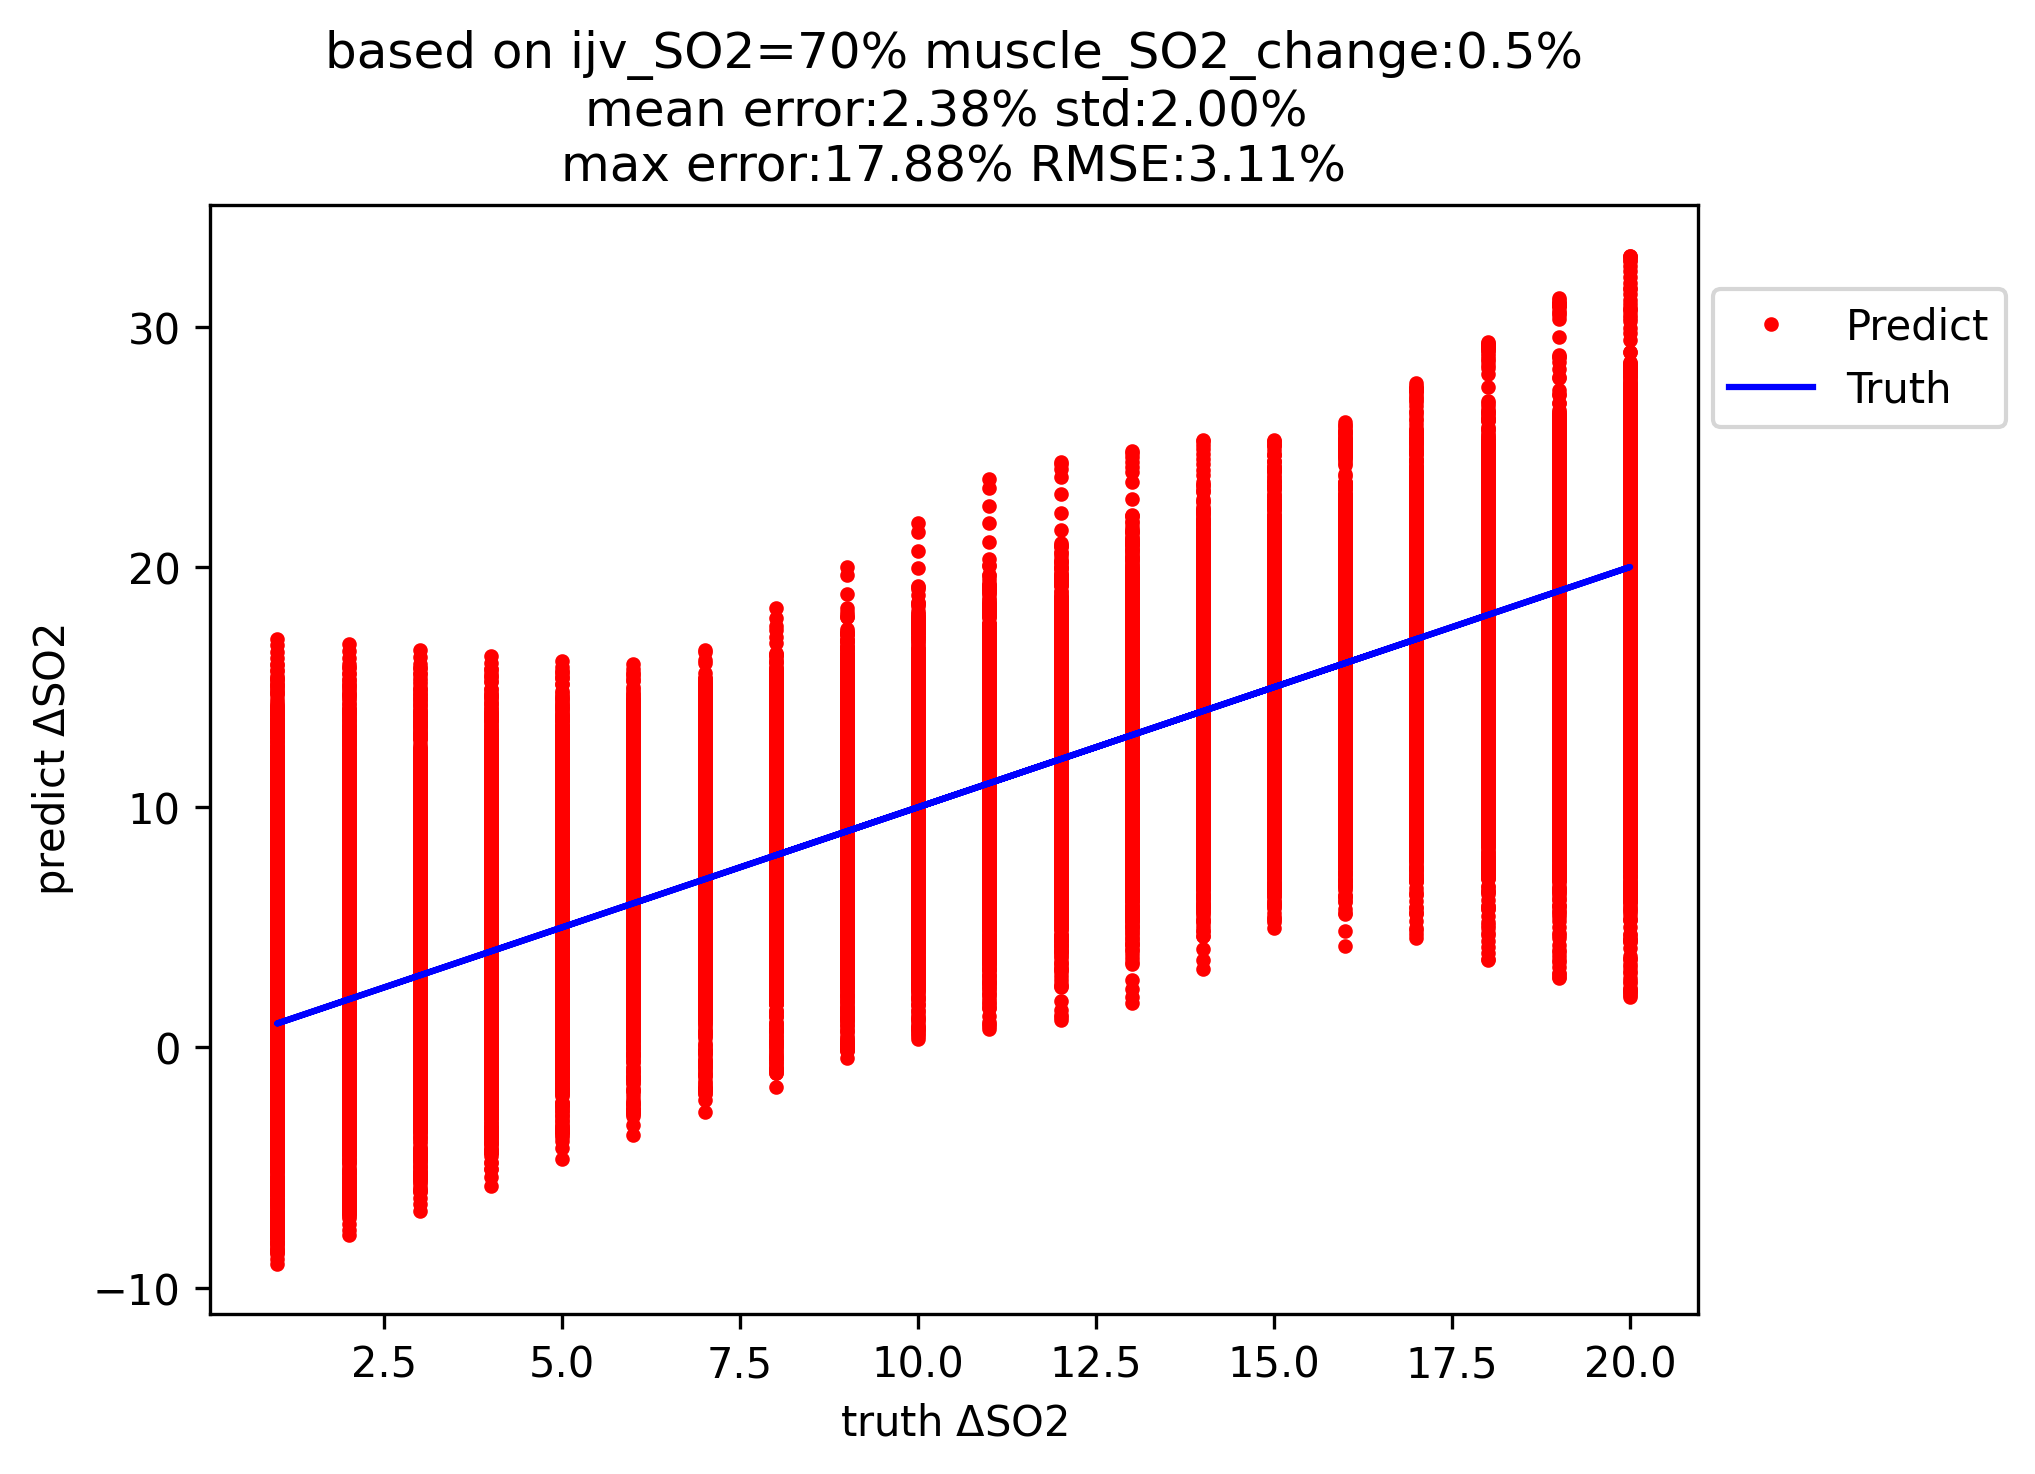 based on ijv_SO2=70% muscle_SO2_change:0.5%
mean error:2.38% std:2.00%
max error:17.88% RMSE:3.11%
30
20
10
0
−10
predict ΔSO2
2.5 5.0 7.5 10.0 12.5 15.0 17.5 20.0
truth ΔSO2
Predict
Truth